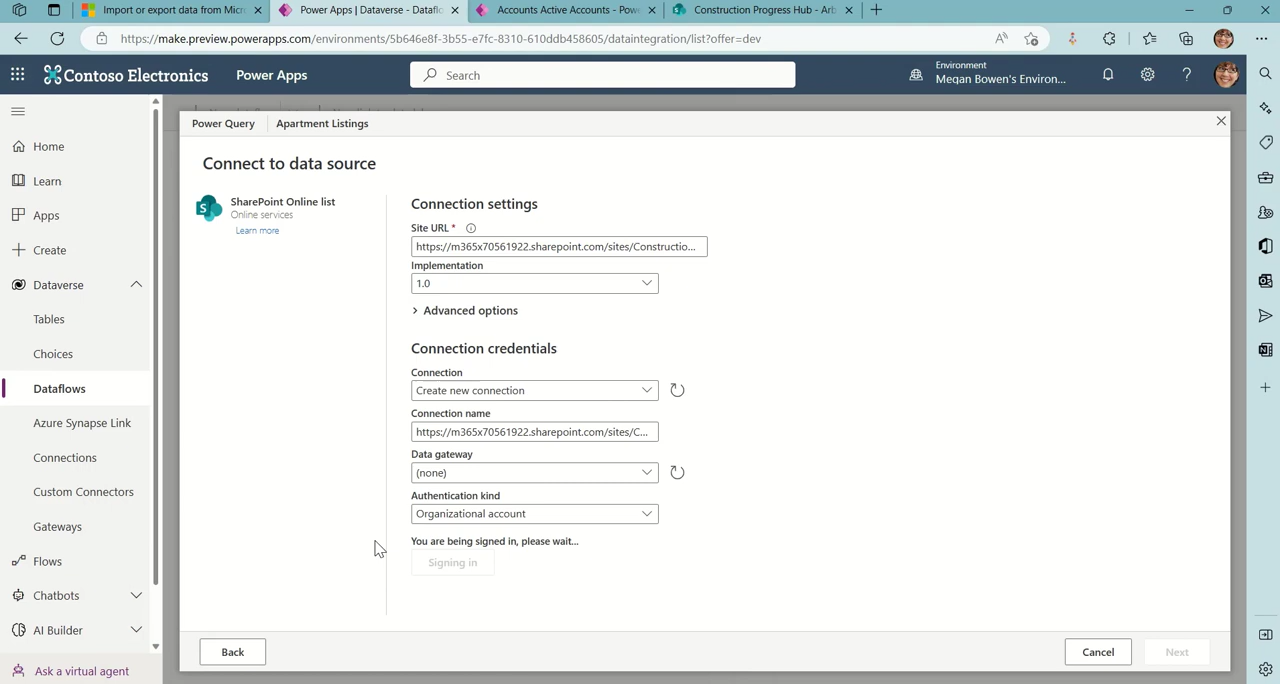 Import or export data from Micr
Power Apps | Dataverse - Dataflo
Accounts Active Accounts - Powe
Construction Progress Hub - Arb
https://make.preview.powerapps.com/environments/5b646e8f-3b55-e7fc-8310-610ddb458605/dataintegration/list?offer=dev
Contoso Electronics
Power Apps
Search
Environment
Megan Bowen's Environ...
Home
Learn
Apps
Create
Dataverse
Tables
Choices
Dataflows
Azure Synapse Link
Connections
Custom Connectors
Gateways
Flows
Chatbots
AI Builder
Ask a virtual agent
Power Query
Apartment Listings
Connect to data source
SharePoint Online list
Online services
Learn more
Connection settings
Site URL *
https://m365x70561922.sharepoint.com/sites/Constructio...
Implementation
1.0
Advanced options
Connection credentials
Connection
Create new connection
Connection name
https://m365x70561922.sharepoint.com/sites/C...
Data gateway
(none)
Authentication kind
Organizational account
You are being signed in, please wait...
Signing in
Back
Cancel
Next